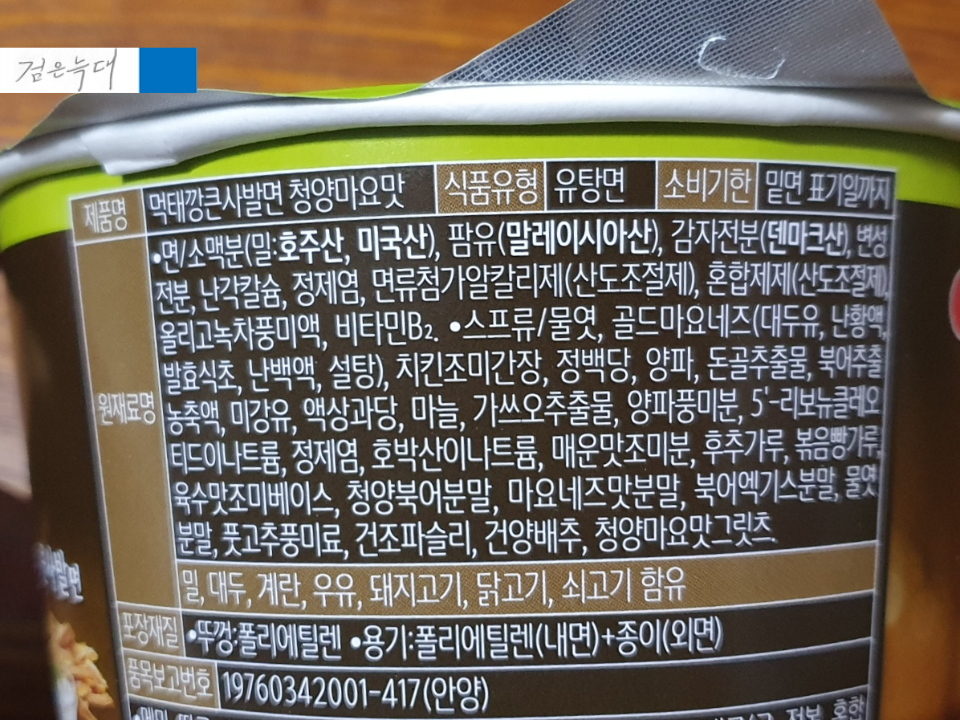 검은늑대
제품명 먹태깡큰사발면 청양마요맛 식품유형 유탕면 소비기한 밑면 표기일까지
원재료명
•면/소맥분(밀:호주산, 미국산), 팜유(말레이시아산), 감자전분(덴마크산), 변성
전분, 난각칼슘, 정제염, 면류첨가알칼리제(산도조절제), 혼합제제(산도조절제),
올리고녹차풍미액, 비타민B₂. •스프류/물엿, 골드마요네즈(대두유, 난황액,
발효식초, 난백액, 설탕), 치킨조미간장, 정백당, 양파, 돈골추출물, 북어추출
농축액, 미강유, 액상과당, 마늘, 가쓰오추출물, 양파풍미분, 5'-리보뉴클레오
티드이나트륨, 정제염, 호박산이나트륨, 매운맛조미분, 후추가루, 볶음빵가루,
육수맛조미베이스, 청양북어분말, 마요네즈맛분말, 북어엑기스분말, 물엿
분말, 풋고추풍미료, 건조파슬리, 건양배추, 청양마요맛그릿츠.
밀, 대두, 계란, 우유, 돼지고기, 닭고기, 쇠고기 함유
포장재질 •뚜껑:폴리에틸렌 •용기:폴리에틸렌(내면)+종이(외면)
품목보고번호 19760342001-417(안양)